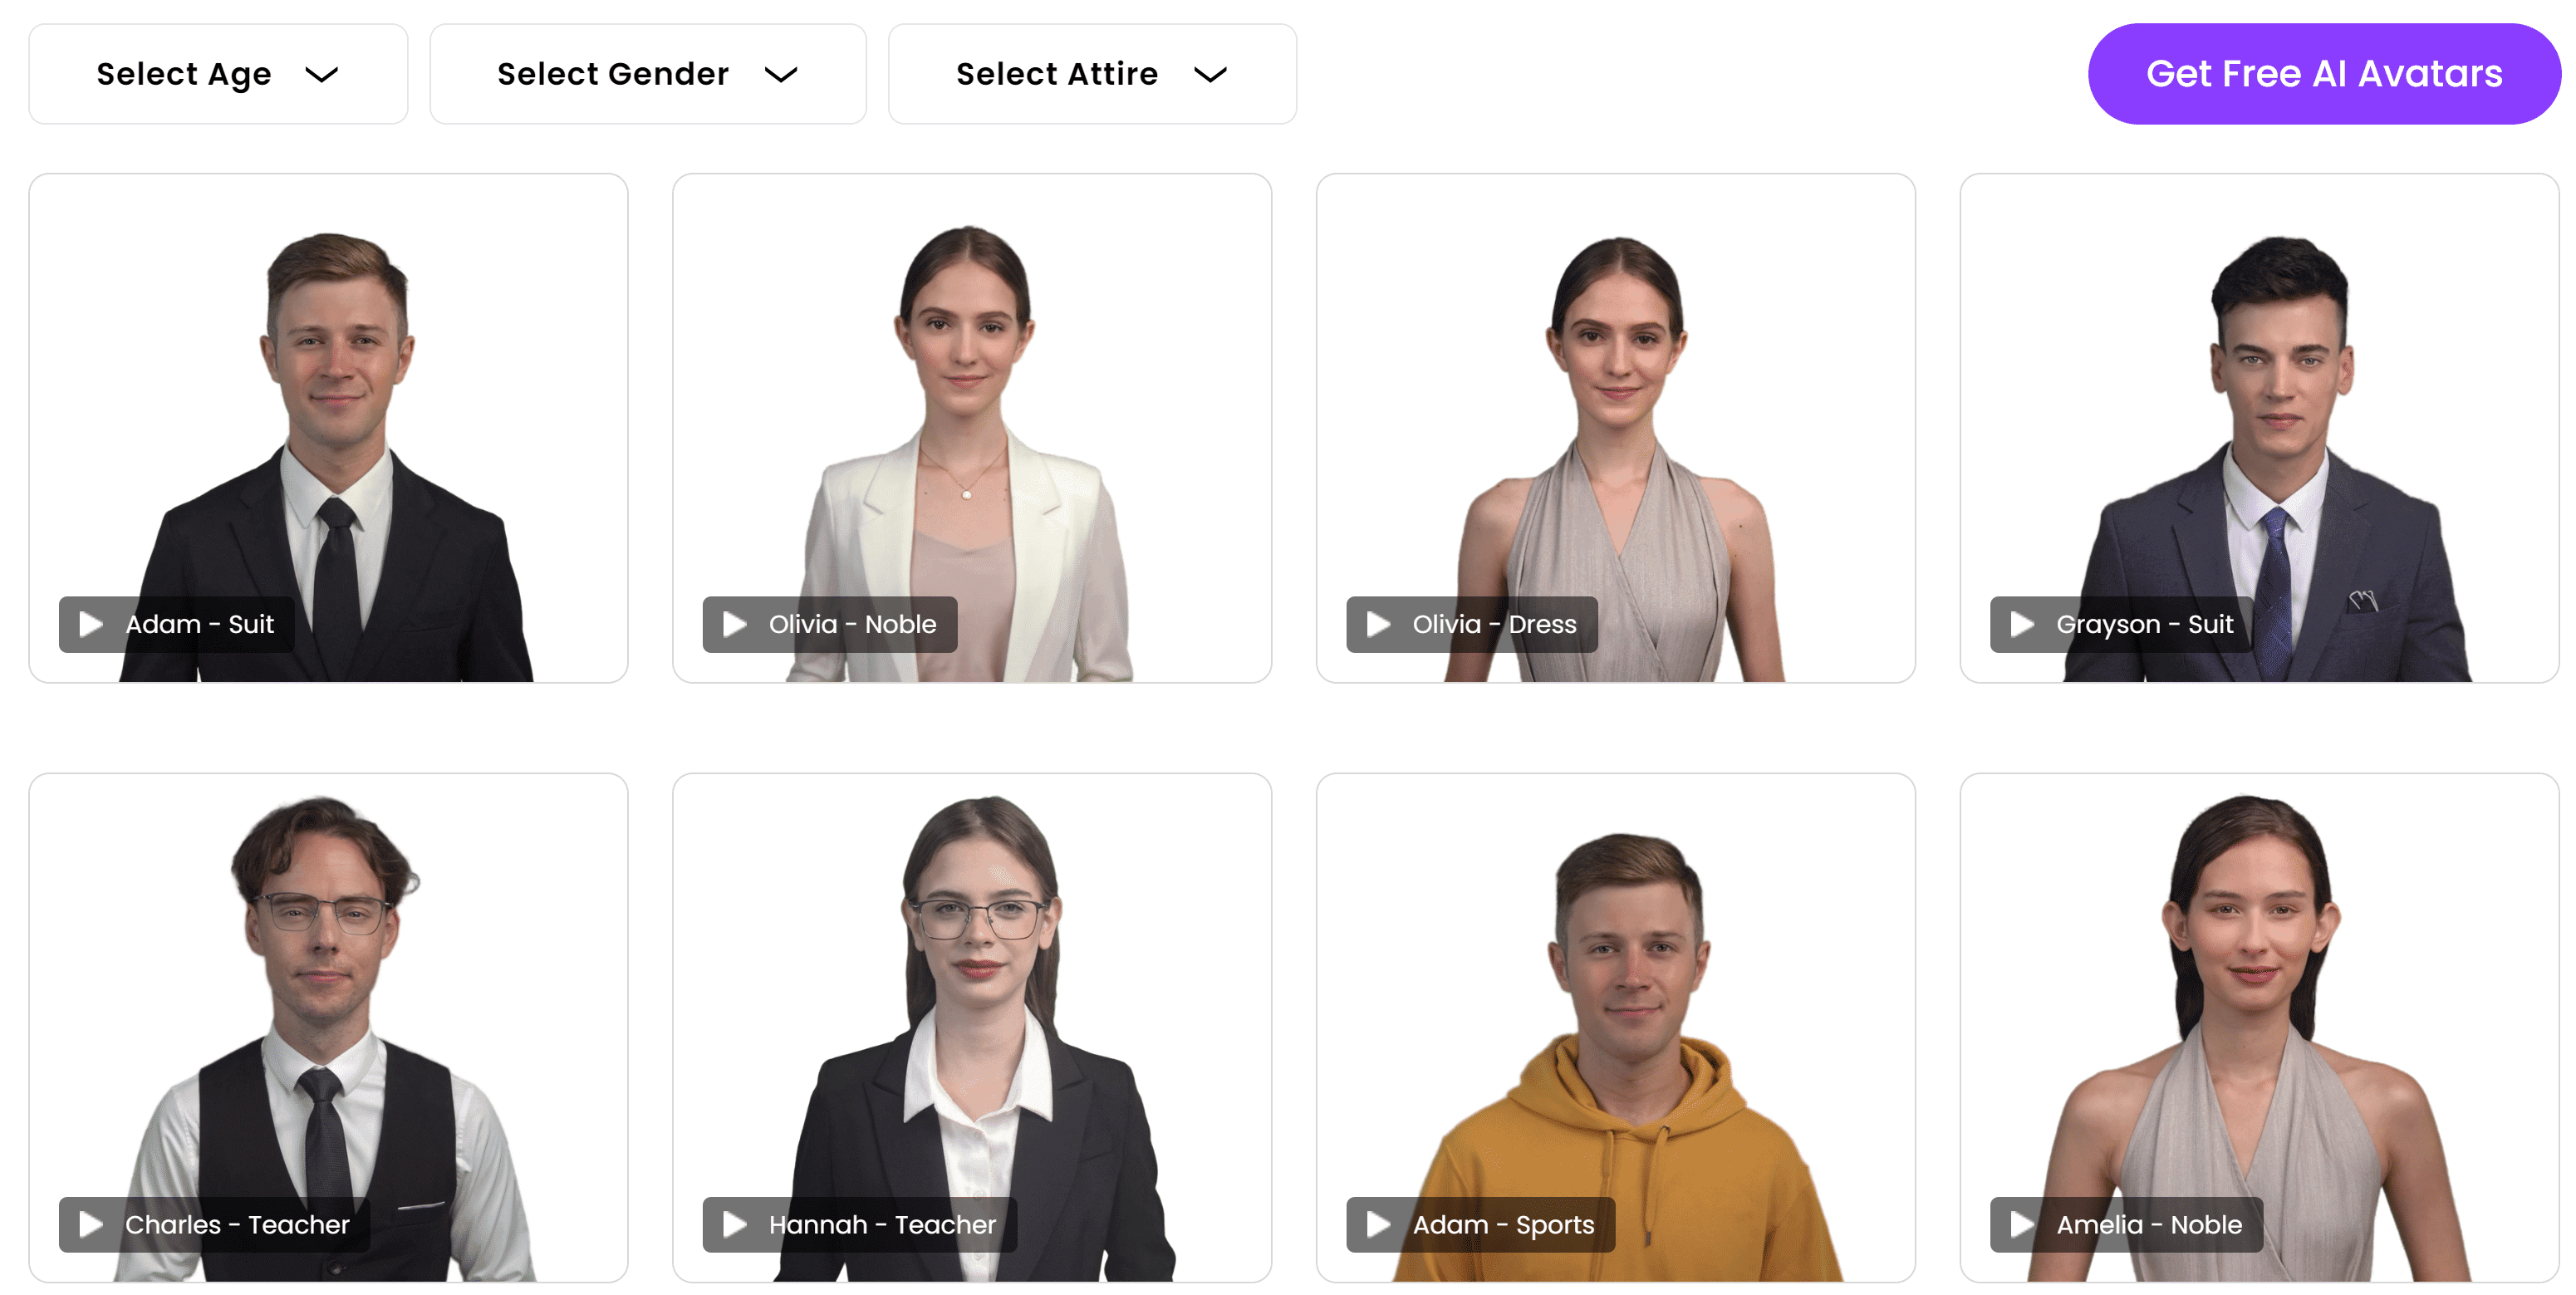 Select Age
Select Gender
Select Attire
Get Free AI Avatars
Adam - Suit
Olivia - Noble
Olivia - Dress
Grayson - Suit
Charles - Teacher
Hannah - Teacher
Adam - Sports
Amelia - Noble